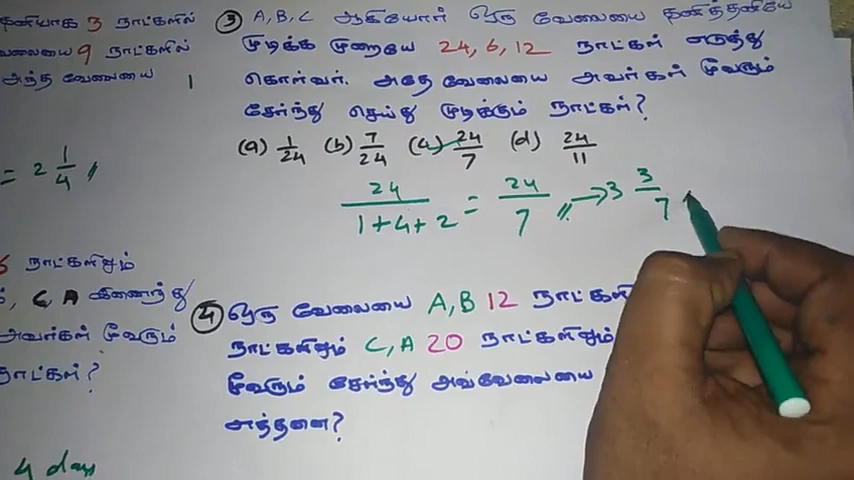 தனியாக 3 நாட்களில்
வேலையை 9 நாட்களில்
அந்த வேலையை 1
= 2 1/4 //
நாட்களிலும்
C, A இணைந்து
அவர்கள் மூவரும்
நாட்கள்?
4 days
③ A, B, C ஆகியோர் ஒரு வேலையை தனித்தனியே
முடிக்க முறையே 24, 6, 12 நாட்கள் எடுத்து
கொள்வர். அதே வேலையை அவர்கள் மூவரும்
சேர்ந்து செய்து முடிக்கும் நாட்கள்?
(a) 1/24 (b) 7/24 (c) 24/7 (d) 24/11
24/(1+4+2) = 24/7 // → 3 3/7
④ ஒரு வேலையை A, B 12 நாட்களி
நாட்களிலும் C, A 20 நாட்களிலும்
மூவரும் சேர்ந்து அவ்வேலையை
அத்தனை?